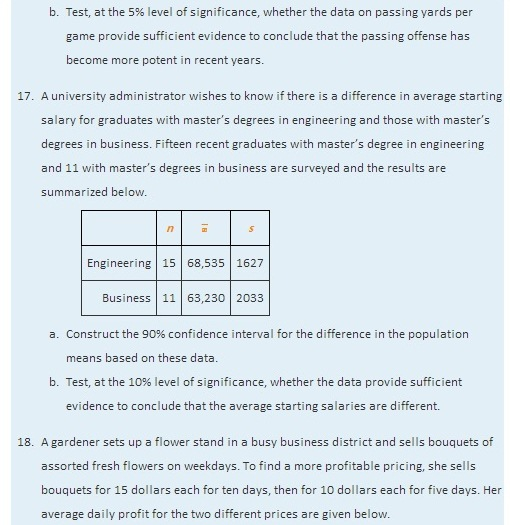 b. Test, at the 5% level of significance, whether the data on passing yards per
game provide sufficient evidence to conclude that the passing offense has
become more potent in recent years.
17. A university administrator wishes to know if there is a difference in average starting
salary for graduates with master's degrees in engineering and those with master's
degrees in business. Fifteen recent graduates with master's degree in engineering
and 11 with master's degrees in business are surveyed and the results are
summarized below.
n x̄ s
Engineering 15 68,535 1627
Business 11 63,230 2033
a. Construct the 90% confidence interval for the difference in the population
means based on these data.
b. Test, at the 10% level of significance, whether the data provide sufficient
evidence to conclude that the average starting salaries are different.
18. A gardener sets up a flower stand in a busy business district and sells bouquets of
assorted fresh flowers on weekdays. To find a more profitable pricing, she sells
bouquets for 15 dollars each for ten days, then for 10 dollars each for five days. Her
average daily profit for the two different prices are given below.